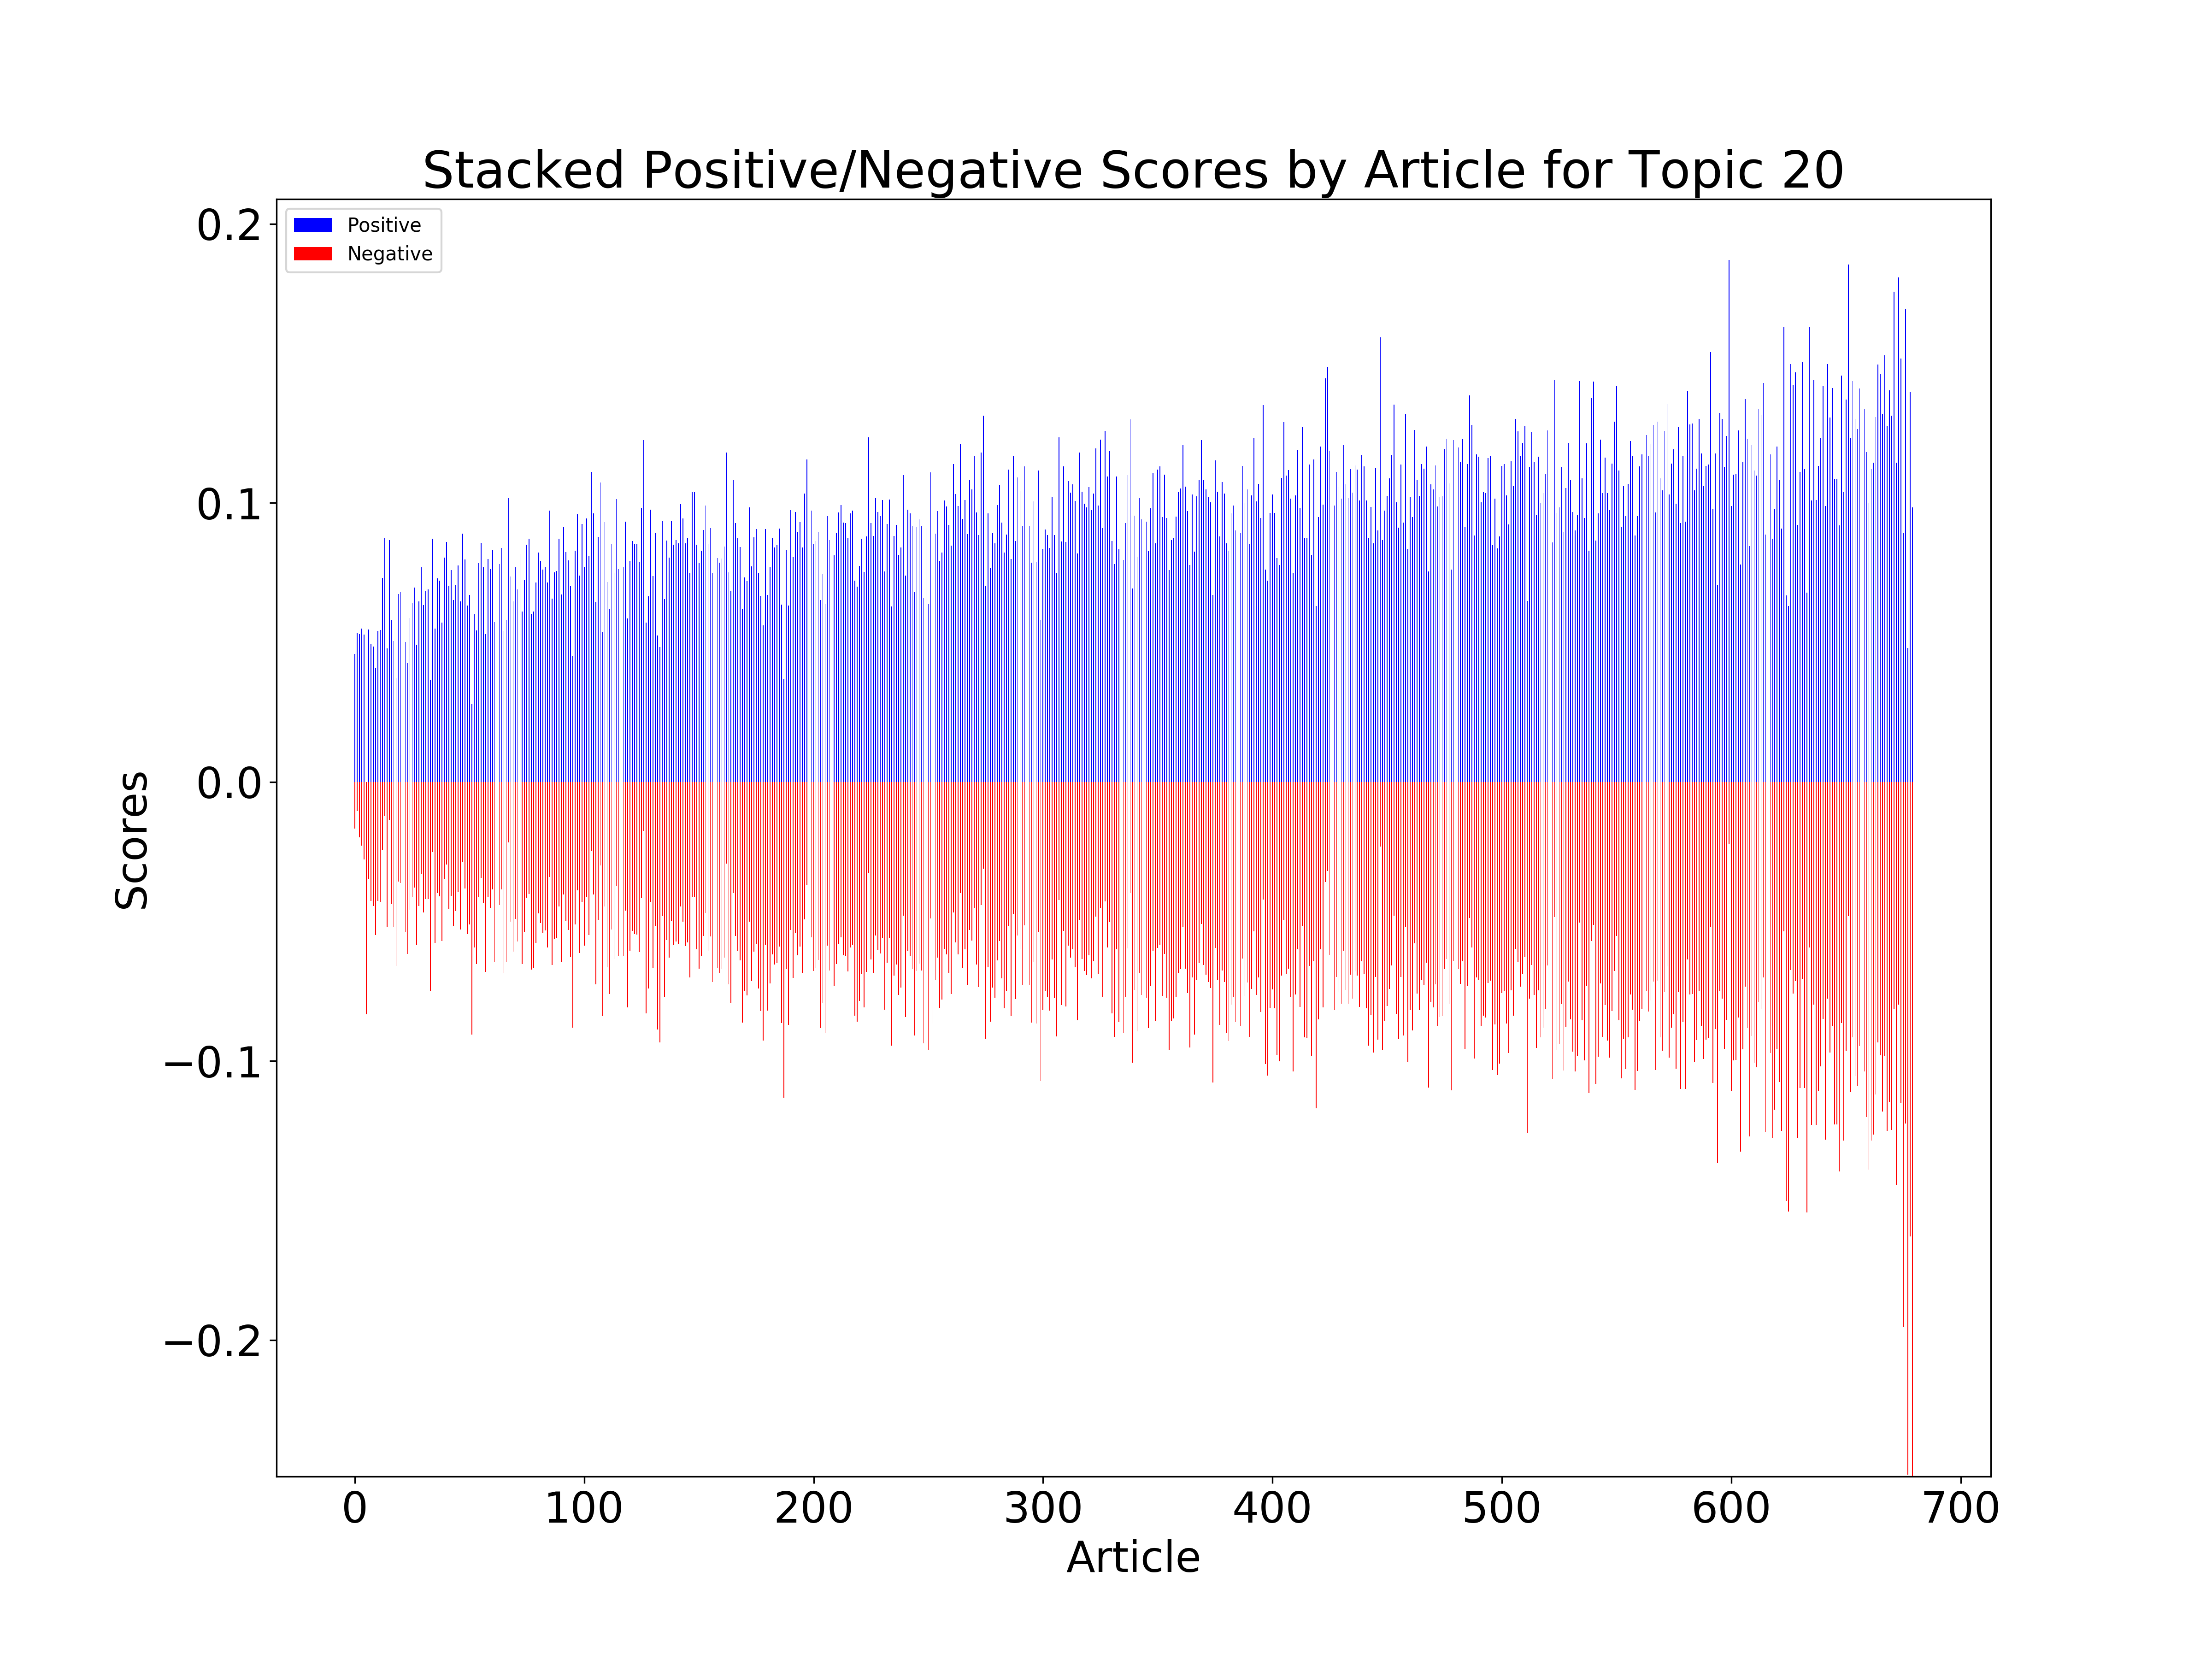 Stacked Positive/Negative Scores by Article for Topic 20
Positive
Negative
0.2
0.1
0.0
−0.1
−0.2
Scores
0 100 200 300 400 500 600 700
Article